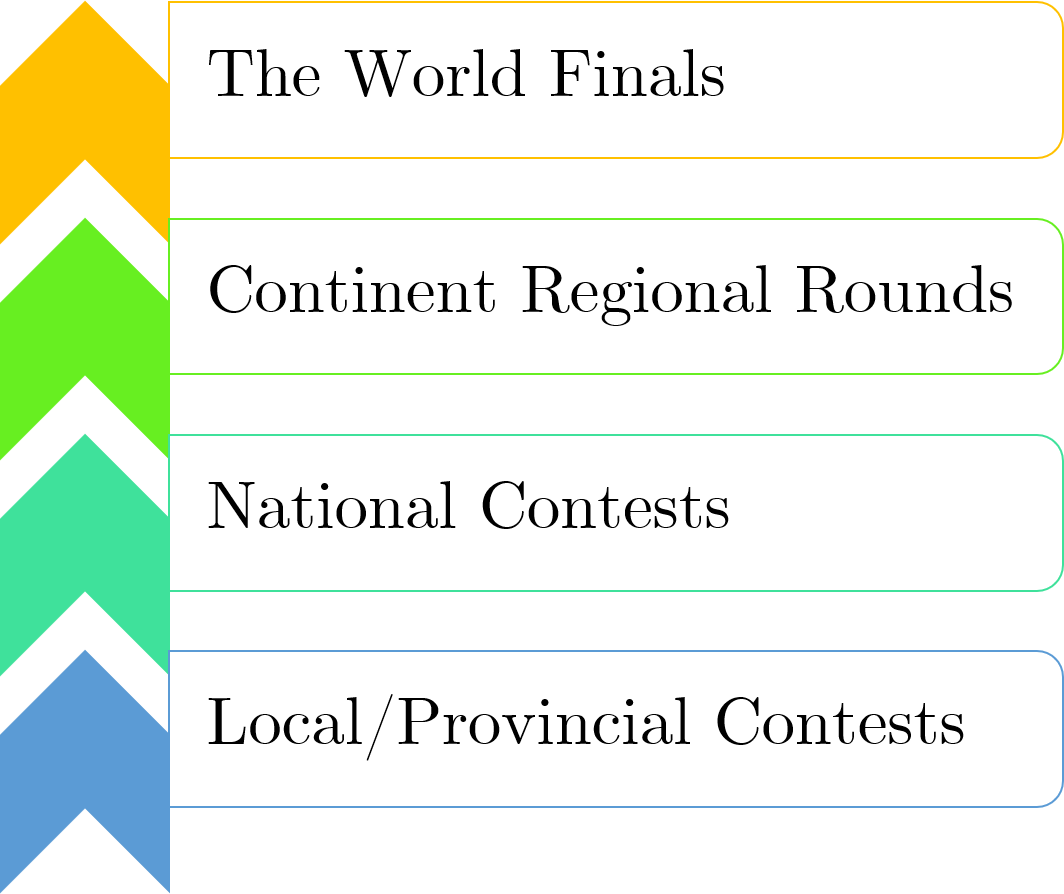 The World Finals
Continent Regional Rounds
National Contests
Local/Provincial Contests